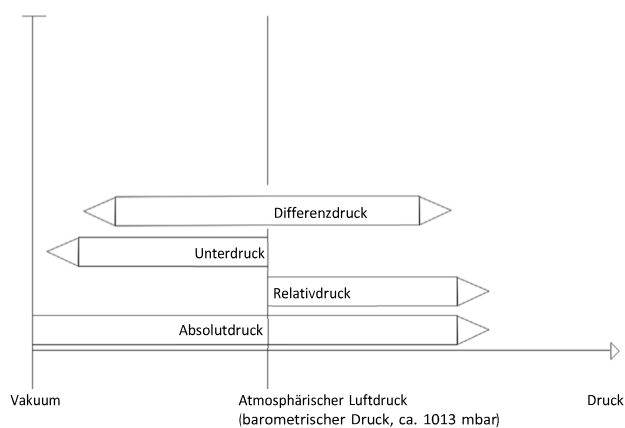 Differenzdruck
Unterdruck
Relativdruck
Absolutdruck
Vakuum
Atmosphärischer Luftdruck
(barometrischer Druck, ca. 1013 mbar)
Druck